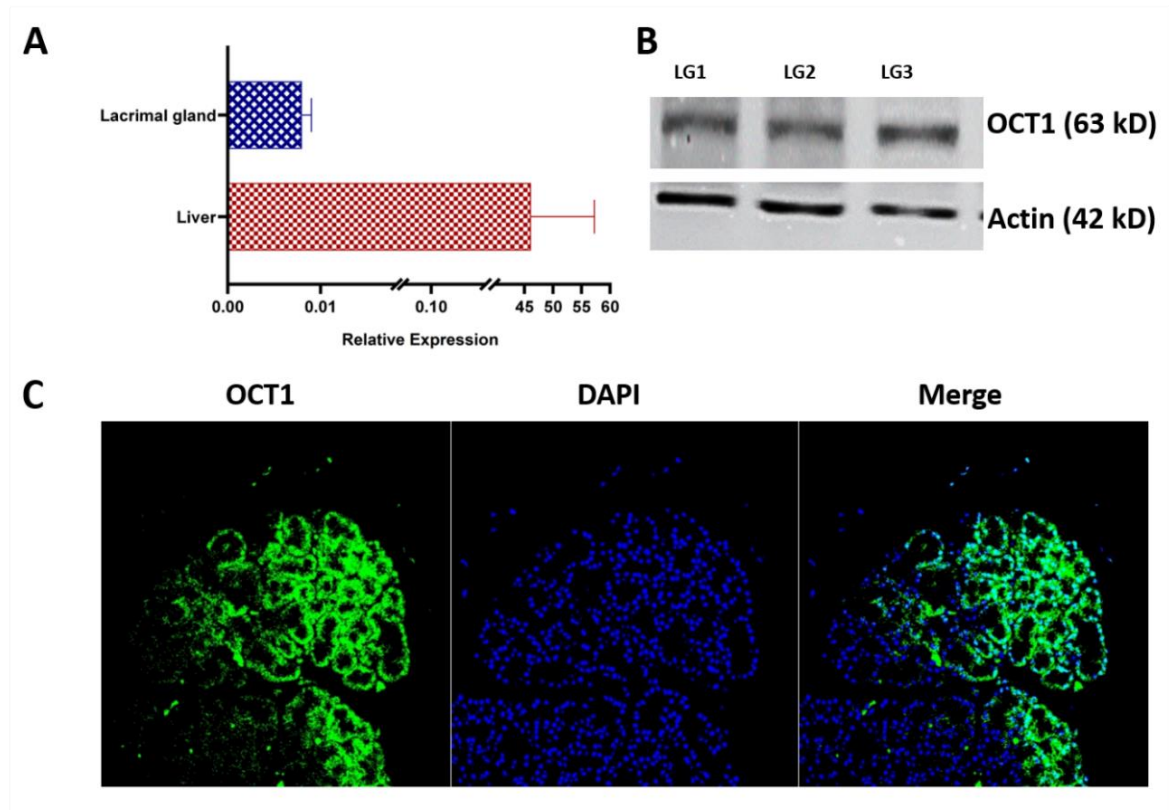 A
Lacrimal gland
Liver
0.00 0.01 0.10 45 50 55 60
Relative Expression
B
LG1 LG2 LG3
OCT1 (63 kD)
Actin (42 kD)
C
OCT1 DAPI Merge